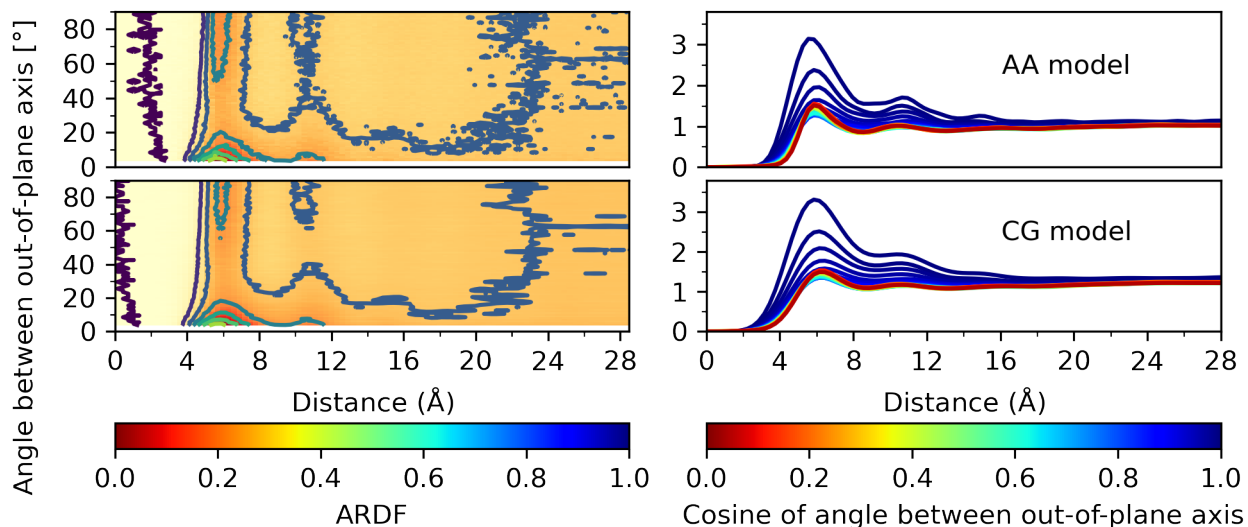 Angle between out-of-plane axis [°]
80
60
40
20
0
80
60
40
20
0
0 4 8 12 16 20 24 28
Distance (Å)
0.0 0.2 0.4 0.6 0.8 1.0
ARDF
3
2
1
0
AA model
3
2
1
0
CG model
0 4 8 12 16 20 24 28
Distance (Å)
0.0 0.2 0.4 0.6 0.8 1.0
Cosine of angle between out-of-plane axis